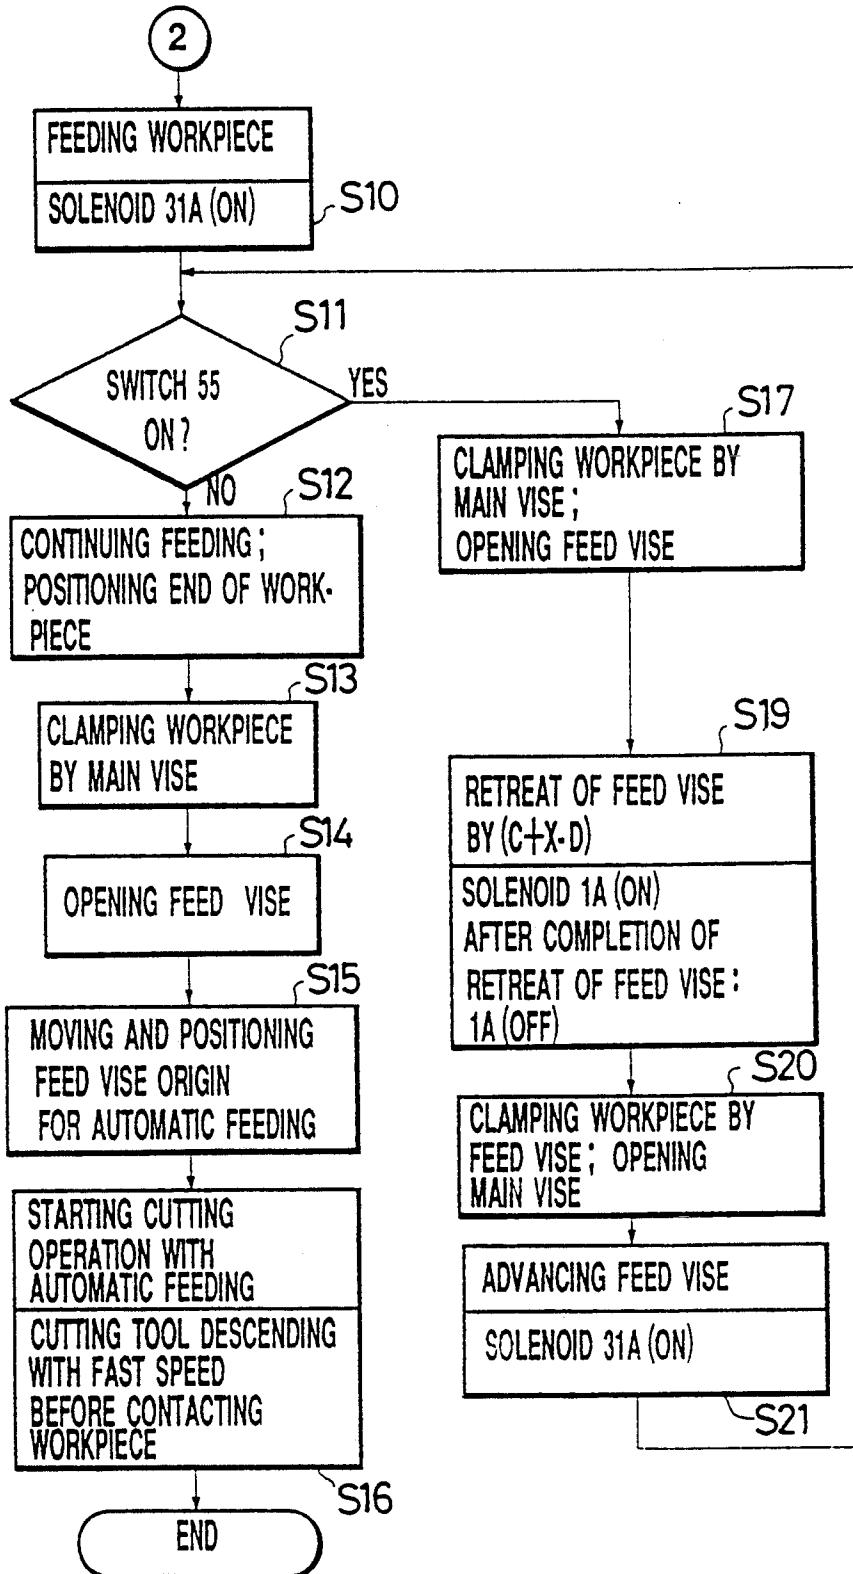 2
FEEDING WORKPIECE
SOLENOID 31A (ON)
S10
S11
SWITCH 55
ON?
YES
NO
S12
CONTINUING FEEDING;
POSITIONING END OF WORK-
PIECE
S13
CLAMPING WORKPIECE
BY MAIN VISE
S14
OPENING FEED VISE
S15
MOVING AND POSITIONING
FEED VISE ORIGIN
FOR AUTOMATIC FEEDING
STARTING CUTTING
OPERATION WITH
AUTOMATIC FEEDING
CUTTING TOOL DESCENDING
WITH FAST SPEED
BEFORE CONTACTING
WORKPIECE
S16
END
S17
CLAMPING WORKPIECE BY
MAIN VISE;
OPENING FEED VISE
S19
RETREAT OF FEED VISE
BY (C+X-D)
SOLENOID 1A (ON)
AFTER COMPLETION OF
RETREAT OF FEED VISE:
1A (OFF)
S20
CLAMPING WORKPIECE BY
FEED VISE; OPENING
MAIN VISE
ADVANCING FEED VISE
SOLENOID 31A (ON)
S21